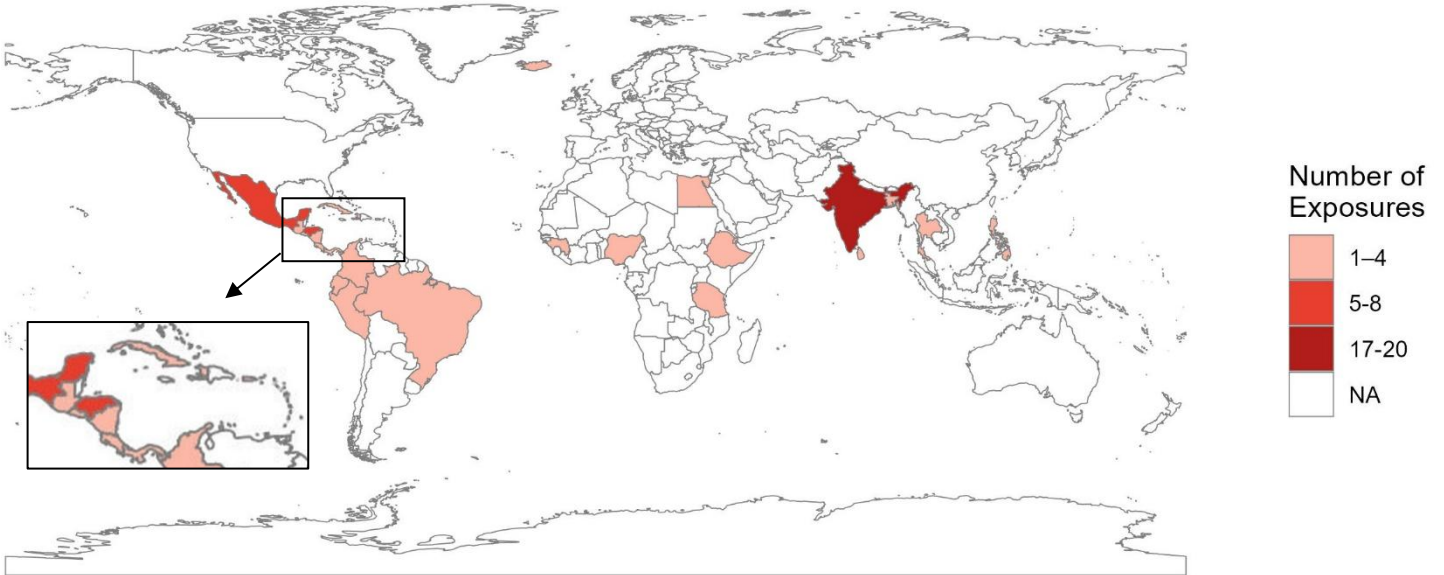 Number of
Exposures
1–4
5-8
17-20
NA